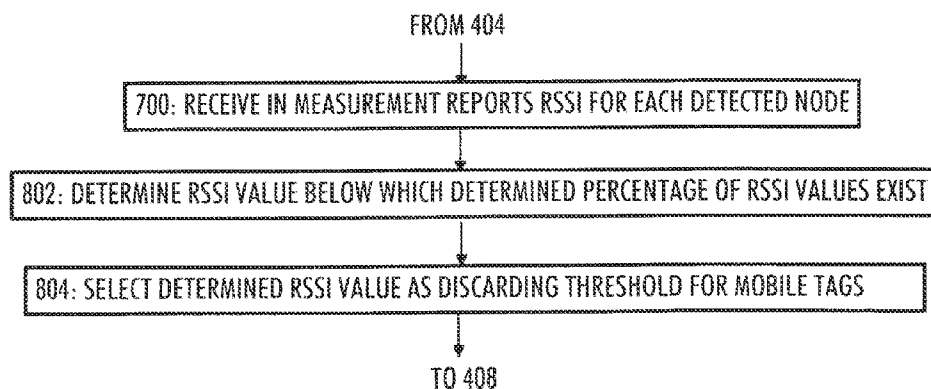 FROM 404
700: RECEIVE IN MEASUREMENT REPORTS RSSI FOR EACH DETECTED NODE
802: DETERMINE RSSI VALUE BELOW WHICH DETERMINED PERCENTAGE OF RSSI VALUES EXIST
804: SELECT DETERMINED RSSI VALUE AS DISCARDING THRESHOLD FOR MOBILE TAGS
TO 408